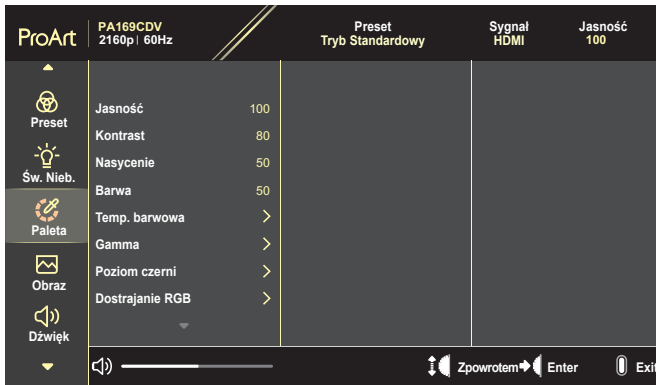 ProArt
PA169CDV
2160p | 60Hz
Preset
Tryb Standardowy
Sygnał
HDMI
Jasność
100
Preset
Św. Nieb.
Paleta
Obraz
Dźwięk
Jasność 100
Kontrast 80
Nasycenie 50
Barwa 50
Temp. barwowa
Gamma
Poziom czerni
Dostrajanie RGB
Zpowrotem Enter Exit